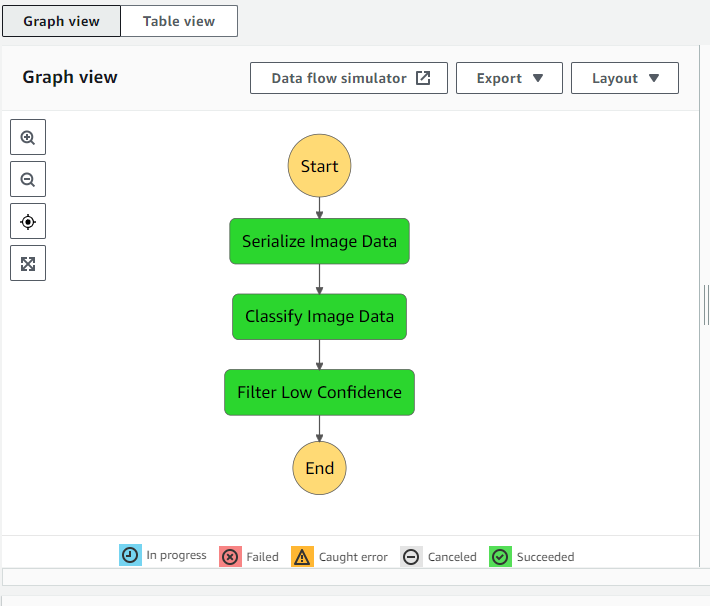 Graph view
Table view
Graph view
Data flow simulator
Export
Layout
Start
Serialize Image Data
Classify Image Data
Filter Low Confidence
End
In progress
Failed
Caught error
Canceled
Succeeded